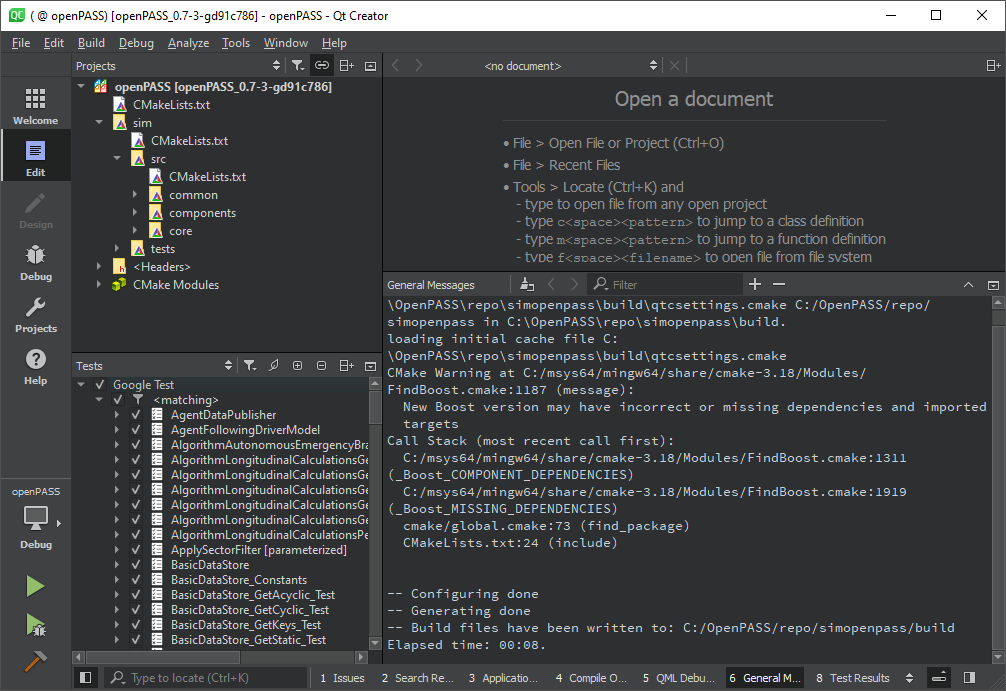 ( @ openPASS) [openPASS_0.7-3-gd91c786] - openPASS - Qt Creator
File Edit Build Debug Analyze Tools Window Help
Projects
<no document>
Welcome
Edit
Design
Debug
Projects
Help
openPASS
Debug
openPASS [openPASS_0.7-3-gd91c786]
CMakeLists.txt
sim
CMakeLists.txt
src
CMakeLists.txt
common
components
core
tests
<Headers>
CMake Modules
Open a document
• File > Open File or Project (Ctrl+O)
• File > Recent Files
• Tools > Locate (Ctrl+K) and
- type to open file from any open project
- type c<space><pattern> to jump to a class definition
- type m<space><pattern> to jump to a function definition
- type f<space><filename> to open file from file system
Tests
Google Test
<matching>
AgentDataPublisher
AgentFollowingDriverModel
AlgorithmAutonomousEmergencyBra
AlgorithmLongitudinalCalculationsGe
AlgorithmLongitudinalCalculationsGe
AlgorithmLongitudinalCalculationsGe
AlgorithmLongitudinalCalculationsGe
AlgorithmLongitudinalCalculationsGe
AlgorithmLongitudinalCalculationsPe
ApplySectorFilter [parameterized]
BasicDataStore
BasicDataStore_Constants
BasicDataStore_GetAcyclic_Test
BasicDataStore_GetCyclic_Test
BasicDataStore_GetKeys_Test
BasicDataStore_GetStatic_Test
General Messages
Filter
\OpenPASS\repo\simopenpass\build\qtcsettings.cmake C:/OpenPASS/repo/
simopenpass in C:\OpenPASS\repo\simopenpass\build.
loading initial cache file C:
\OpenPASS\repo\simopenpass\build\qtcsettings.cmake
CMake Warning at C:/msys64/mingw64/share/cmake-3.18/Modules/
FindBoost.cmake:1187 (message):
New Boost version may have incorrect or missing dependencies and imported
targets
Call Stack (most recent call first):
C:/msys64/mingw64/share/cmake-3.18/Modules/FindBoost.cmake:1311
(_Boost_COMPONENT_DEPENDENCIES)
C:/msys64/mingw64/share/cmake-3.18/Modules/FindBoost.cmake:1919
(_Boost_MISSING_DEPENDENCIES)
cmake/global.cmake:73 (find_package)
CMakeLists.txt:24 (include)
-- Configuring done
-- Generating done
-- Build files have been written to: C:/OpenPASS/repo/simopenpass/build
Elapsed time: 00:08.
Type to locate (Ctrl+K) 1 Issues 2 Search Re... 3 Applicatio... 4 Compile O... 5 QML Debu... 6 General M... 8 Test Results